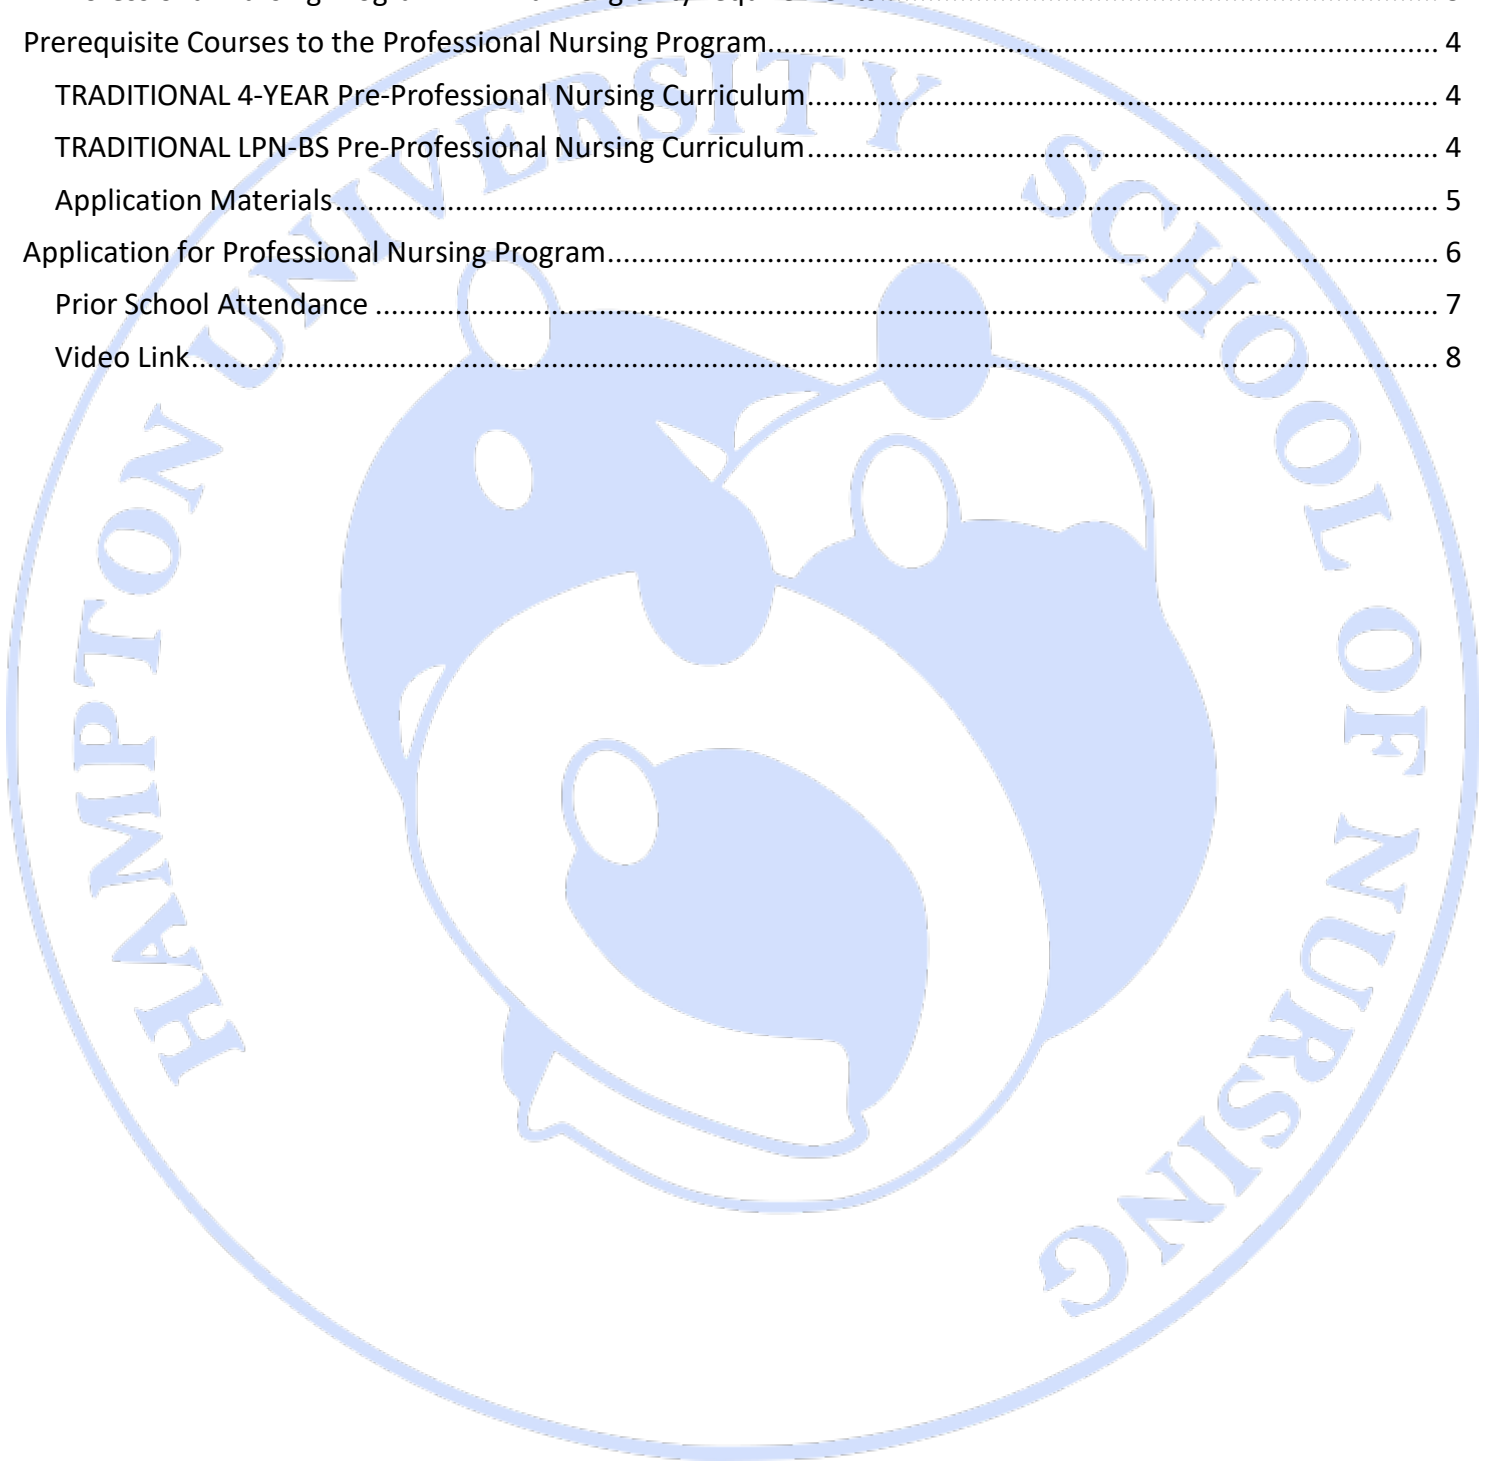 Prerequisite Courses to the Professional Nursing Program 4
TRADITIONAL 4-YEAR Pre-Professional Nursing Curriculum 4
TRADITIONAL LPN-BS Pre-Professional Nursing Curriculum 4
Application Materials 5
Application for Professional Nursing Program 6
Prior School Attendance 7
Video Link 8
HAMPTON UNIVERSITY SCHOOL OF NURSING